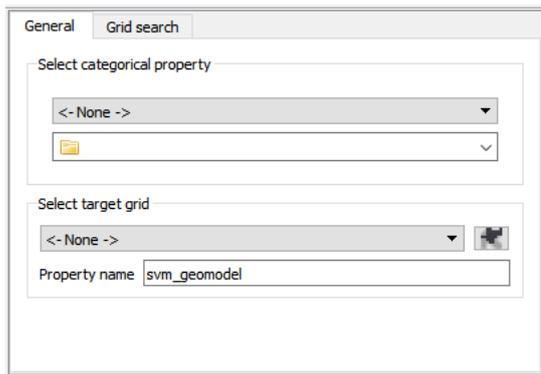 General Grid search
Select categorical property
<- None ->
Select target grid
<- None ->
Property name svm_geomodel